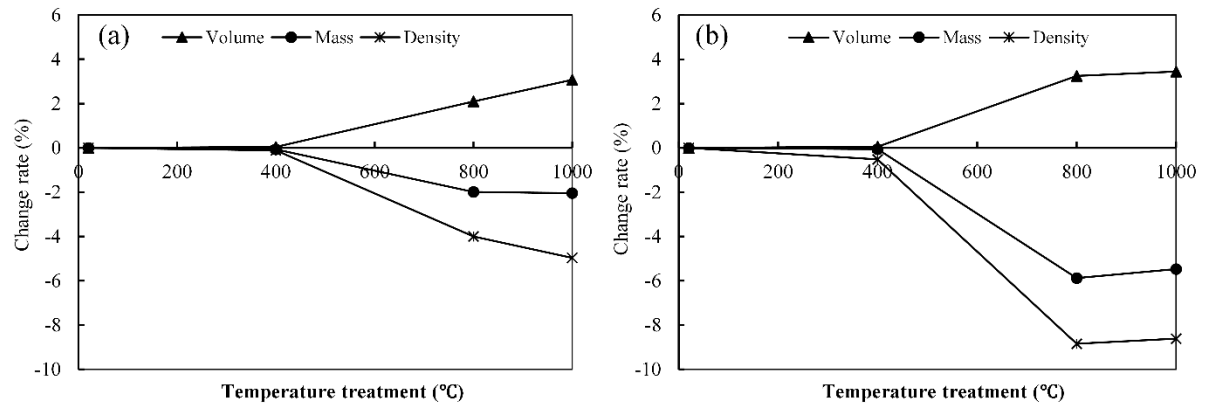 (a)
Volume Mass Density
6
4
2
0
-2
-4
-6
-8
-10
0 200 400 600 800 1000
Change rate (%)
Temperature treatment (℃)
(b)
Volume Mass Density
6
4
2
0
-2
-4
-6
-8
-10
0 200 400 600 800 1000
Change rate (%)
Temperature treatment (℃)